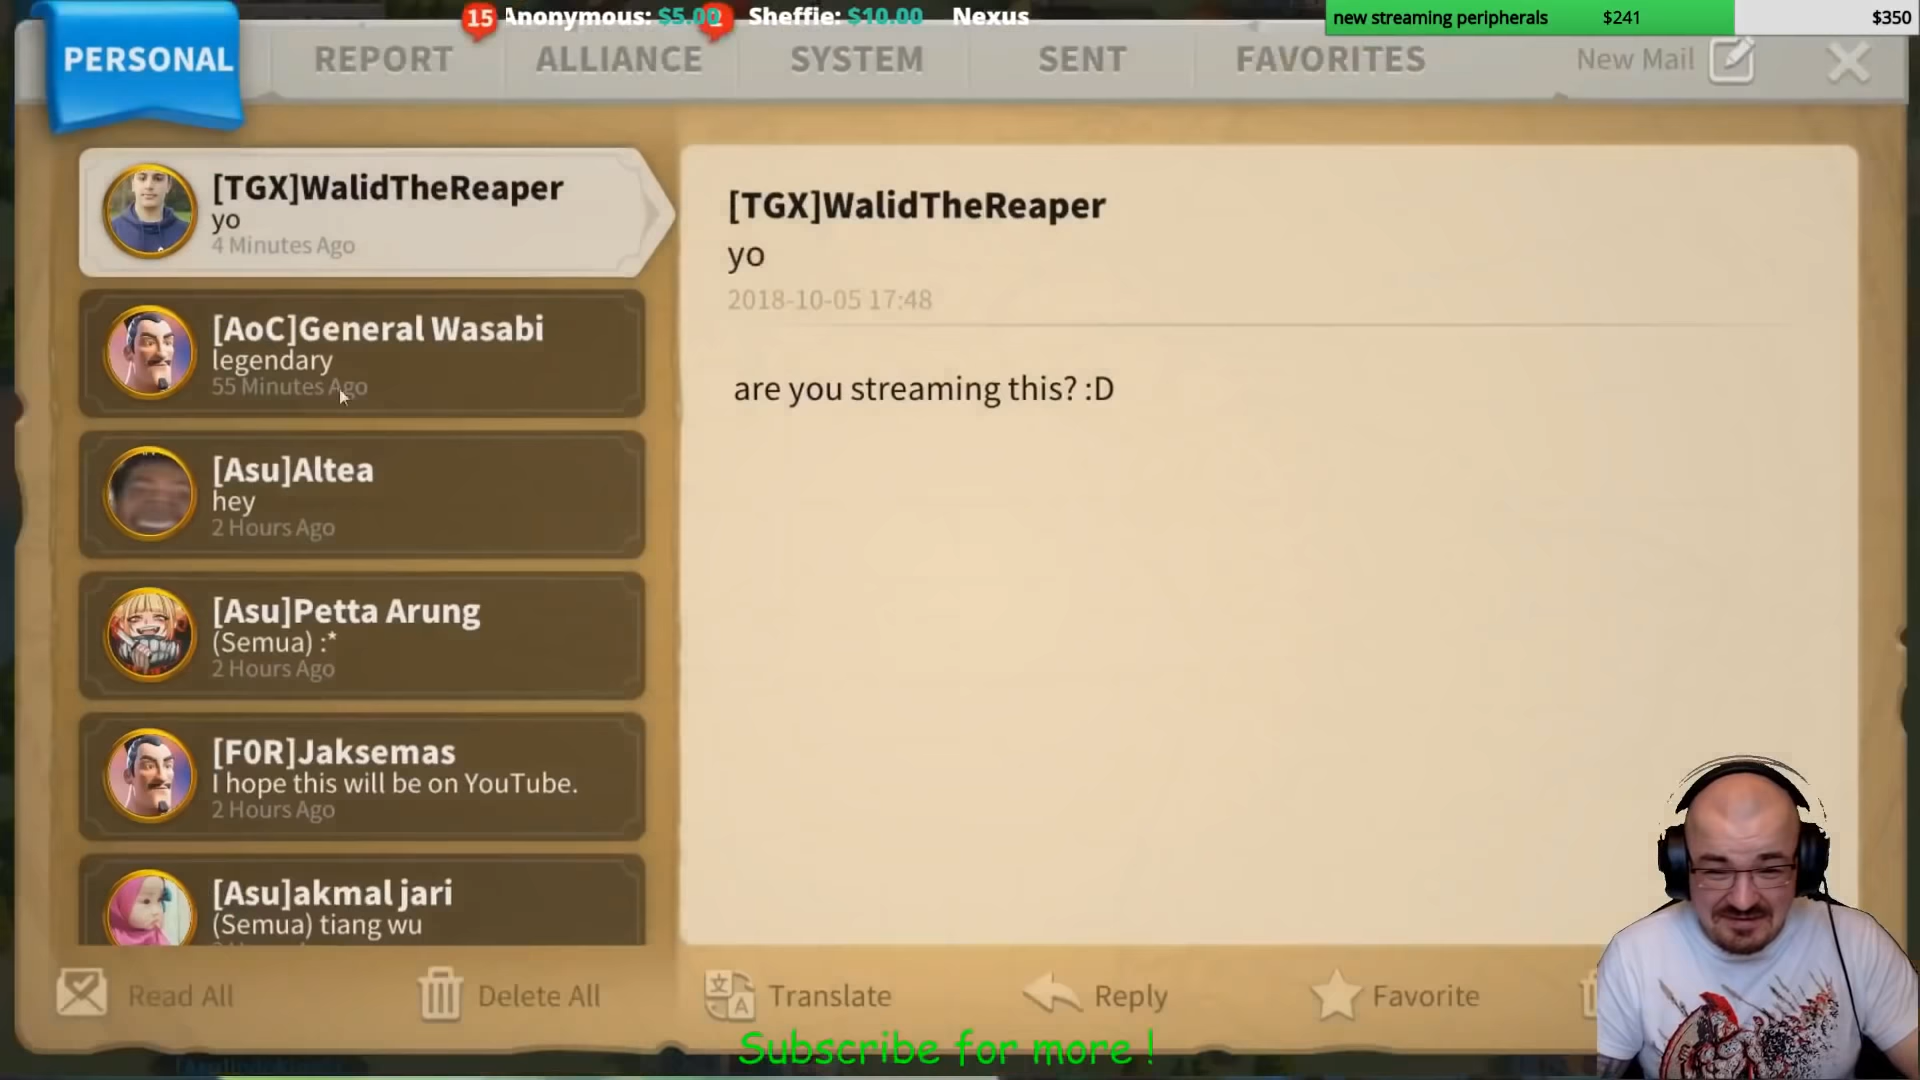 15 Anonymous: $5.00 Sheffie: $10.00 Nexus
new streaming peripherals $241 $350
PERSONAL REPORT ALLIANCE SYSTEM SENT FAVORITES New Mail
[TGX]WalidTheReaper
yo
4 Minutes Ago
[AoC]General Wasabi
legendary
55 Minutes Ago
[Asu]Altea
hey
2 Hours Ago
[Asu]Petta Arung
(Semua) :*
2 Hours Ago
[F0R]Jaksemas
I hope this will be on YouTube.
2 Hours Ago
[Asu]akmal jari
(Semua) tiang wu
[TGX]WalidTheReaper
yo
2018-10-05 17:48
are you streaming this? :D
Read All Delete All Translate Reply Favorite
Subscribe for more !